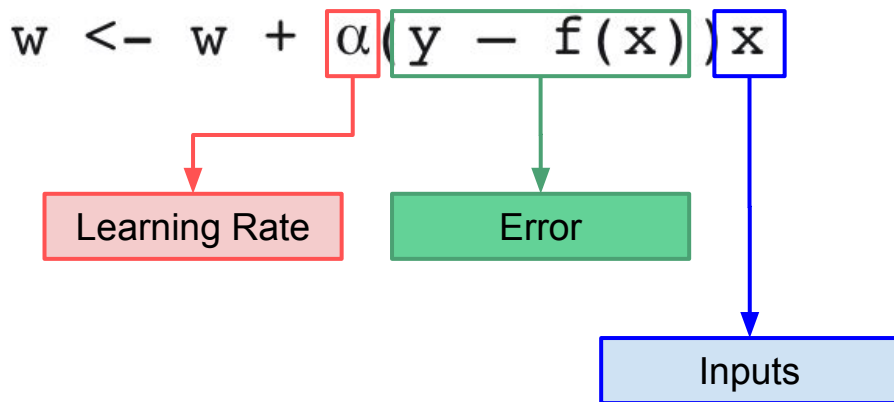 w <- w + α(y − f(x))x
Learning Rate
Error
Inputs